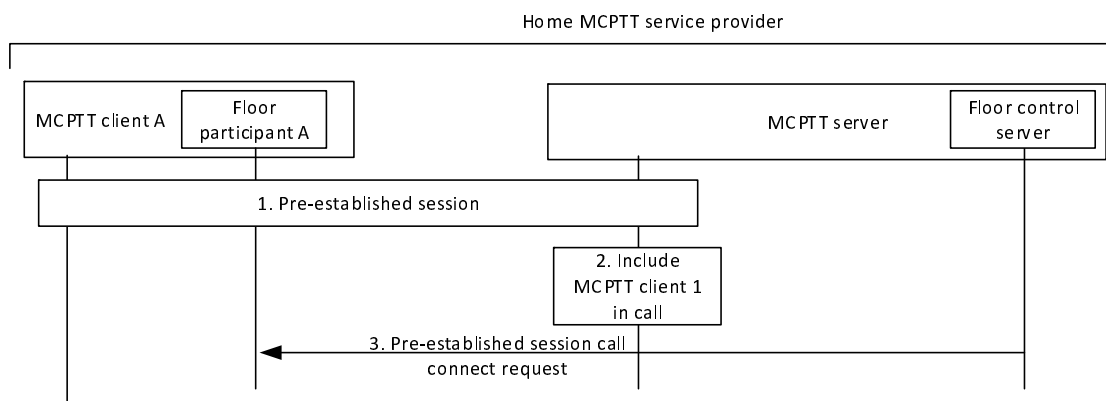 Home MCPTT service provider
MCPTT client A
Floor
participant A
MCPTT server
Floor control
server
1. Pre-established session
2. Include
MCPTT client 1
in call
3. Pre-established session call
connect request